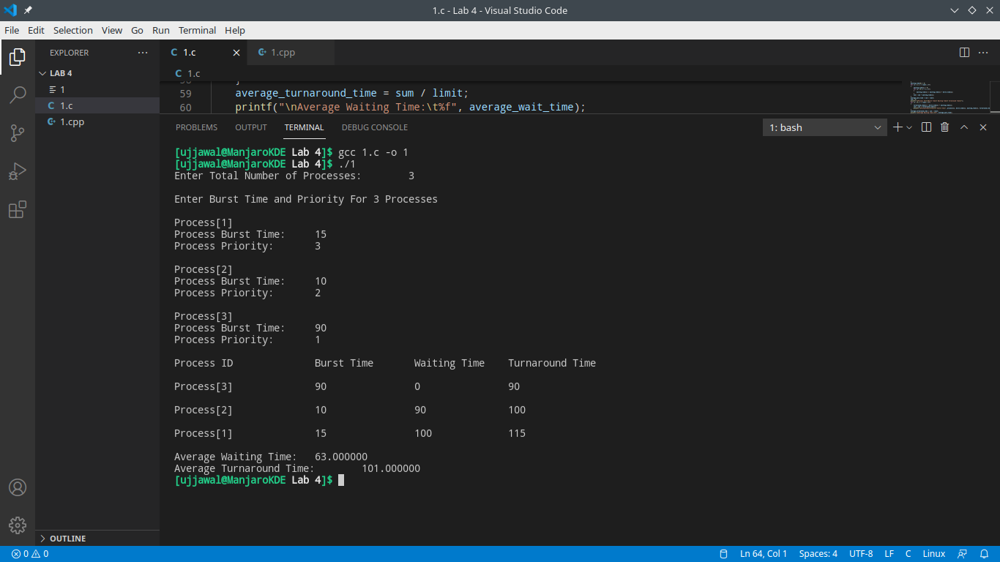 1.c - Lab 4 - Visual Studio Code
File Edit Selection View Go Run Terminal Help
EXPLORER
LAB 4
1
C 1.c
1.cpp
OUTLINE
C 1.c
1.cpp
C 1.c
59 average_turnaround_time = sum / limit;
60 printf("\nAverage Waiting Time:\t%f", average_wait_time);
PROBLEMS OUTPUT TERMINAL DEBUG CONSOLE
1: bash
[ujjawal@ManjaroKDE Lab 4]$ gcc 1.c -o 1
[ujjawal@ManjaroKDE Lab 4]$ ./1
Enter Total Number of Processes: 3
Enter Burst Time and Priority For 3 Processes
Process[1]
Process Burst Time: 15
Process Priority: 3
Process[2]
Process Burst Time: 10
Process Priority: 2
Process[3]
Process Burst Time: 90
Process Priority: 1
Process ID Burst Time Waiting Time Turnaround Time
Process[3] 90 0 90
Process[2] 10 90 100
Process[1] 15 100 115
Average Waiting Time: 63.000000
Average Turnaround Time: 101.000000
[ujjawal@ManjaroKDE Lab 4]$
0 0
Ln 64, Col 1 Spaces: 4 UTF-8 LF C Linux